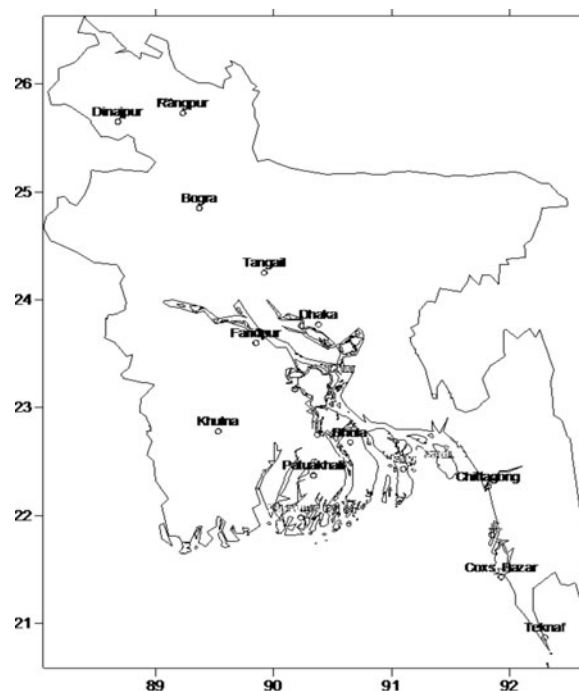 26
Rangpur
Dinajpur
25
Bogra
Tangail
24
Dhaka
Faridpur
23
Khulna
Bhola
Patuakhali
Chittagong
22
Coxs Bazar
21
Teknaf
89 90 91 92